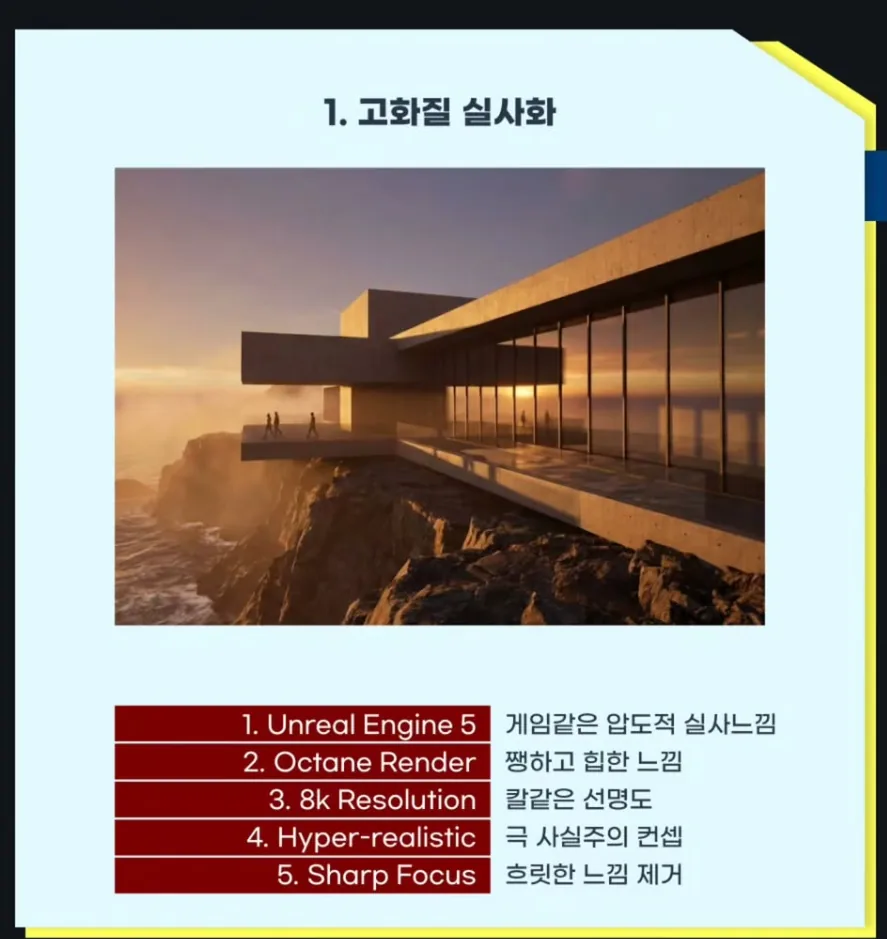 1. 고화질 실사화
1. Unreal Engine 5 게임같은 압도적 실사느낌
2. Octane Render 쨍하고 힙한 느낌
3. 8k Resolution 칼같은 선명도
4. Hyper-realistic 극 사실주의 컨셉
5. Sharp Focus 흐릿한 느낌 제거